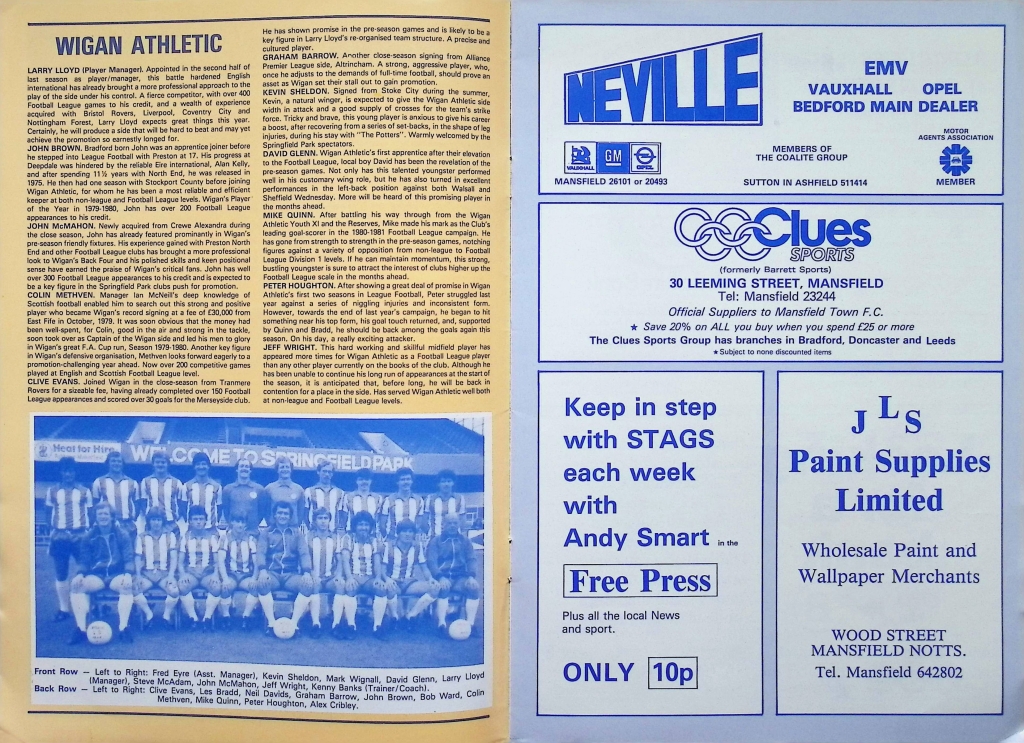 WIGAN ATHLETIC
LARRY LLOYD (Player Manager). Appointed in the second half of
last season as player/manager, this battle hardened English
international has already brought a more professional approach to the
play of the side under his control. A fierce competitor, with over 400
Football League games to his credit, and a wealth of experience
acquired with Bristol Rovers, Liverpool, Coventry City and
Nottingham Forest, Larry Lloyd expects great things this year.
Certainly, he will produce a side that will be hard to beat and may yet
achieve the promotion so earnestly longed for.
JOHN BROWN. Bradford born John was an apprentice joiner before
he stepped into League Football with Preston at 17. His progress at
Deepdale was hindered by the reliable Eire international, Alan Kelly,
and after spending 11½ years with North End, he was released in
1975. He then had one season with Stockport County before joining
Wigan Athletic, for whom he has been a most reliable and efficient
keeper at both non-league and Football League levels. Wigan's Player
of the Year in 1979-1980, John has over 200 Football League
appearances to his credit.
JOHN McMAHON. Newly acquired from Crewe Alexandra during
the close season, John has already featured prominently in Wigan's
pre-season friendly fixtures. His experience gained with Preston North
End and other Football League clubs has brought a more professional
look to Wigan's Back Four and his polished skills and keen positional
sense have earned the praise of Wigan's critical fans. John has well
over 300 Football League appearances to his credit and is expected to
be a key figure in the Springfield Park clubs push for promotion.
COLIN METHVEN. Manager Ian McNeill's deep knowledge of
Scottish football enabled him to search out this strong and positive
player who became Wigan's record signing at a fee of £30,000 from
East Fife in October, 1979. It was soon obvious that the money had
been well-spent, for Colin, good in the air and strong in the tackle,
soon took over as Captain of the Wigan side and led his men to glory
in Wigan's great F.A. Cup run, Season 1979-1980. Another key figure
in Wigan's defensive organisation, Methven looks forward eagerly to a
promotion-challenging year ahead. Now over 200 competitive games
played at English and Scottish Football League level.
CLIVE EVANS. Joined Wigan in the close-season from Tranmere
Rovers for a sizeable fee, having already completed over 150 Football
League appearances and scored over 30 goals for the Merseyside club.
He has shown promise in the pre-season games and is likely to be a
key figure in Larry Lloyd's re-organised team structure. A precise and
cultured player.
GRAHAM BARROW. Another close-season signing from Alliance
Premier League side, Altrincham. A strong, aggressive player, who,
once he adjusts to the demands of full-time football, should prove an
asset as Wigan set their stall out to gain promotion.
KEVIN SHELDON. Signed from Stoke City during the summer,
Kevin, a natural winger, is expected to give the Wigan Athletic side
width in attack and a good supply of crosses for the team's strike
force. Tricky and brave, this young player is anxious to give his career
a boost, after recovering from a series of set-backs, in the shape of leg
injuries, during his stay with "The Potters". Warmly welcomed by the
Springfield Park spectators.
DAVID GLENN. Wigan Athletic's first apprentice after their elevation
to the Football League, local boy David has been the revelation of the
pre-season games. Not only has this talented youngster performed
well in his customary wing role, but he has also turned in excellent
performances in the left-back position against both Walsall and
Sheffield Wednesday. More will be heard of this promising player in
the months ahead.
MIKE QUINN. After battling his way through from the Wigan
Athletic Youth XI and the Reserves, Mike made his mark as the Club's
leading goal-scorer in the 1980-1981 Football League campaign. He
has gone from strength to strength in the pre-season games, notching
figures against a variety of opposition from non-league to Football
League Division 1 levels. If he can maintain momentum, this strong,
bustling youngster is sure to attract the interest of clubs higher up the
Football League scale in the months ahead.
PETER HOUGHTON. After showing a great deal of promise in Wigan
Athletic's first two seasons in League Football, Peter struggled last
year against a series of niggling injuries and inconsistent form.
However, towards the end of last year's campaign, he began to hit
something near his top form, his goal touch returned, and, supported
by Quinn and Bradd, he should be back among the goals again this
season. On his day, a really exciting attacker.
JEFF WRIGHT. This hard working and skillful midfield player has
appeared more times for Wigan Athletic as a Football League player
than any other player currently on the books of the club. Although he
has been unable to continue his long run of appearances at the start of
the season, it is anticipated that, before long, he will be back in
contention for a place in the side. Has served Wigan Athletic well both
at non-league and Football League levels.
Heat for Hire
WELCOME TO SPRINGFIELD PARK
Front Row — Left to Right: Fred Eyre (Asst. Manager), Kevin Sheldon, Mark Wignall, David Glenn, Larry Lloyd
(Manager), Steve McAdam, John McMahon, Jeff Wright, Kenny Banks (Trainer/Coach).
Back Row — Left to Right: Clive Evans, Les Bradd, Neil Davids, Graham Barrow, John Brown, Bob Ward, Colin
Methven, Mike Quinn, Peter Houghton, Alex Cribley.
NEVILLE
EMV
VAUXHALL OPEL
BEDFORD MAIN DEALER
VAUXHALL
GM
OPEL
MEMBERS OF
THE COALITE GROUP
MOTOR
AGENTS ASSOCIATION
MEMBER
MANSFIELD 26101 or 20493
SUTTON IN ASHFIELD 511414
Clues
SPORTS
(formerly Barrett Sports)
30 LEEMING STREET, MANSFIELD
Tel: Mansfield 23244
Official Suppliers to Mansfield Town F.C.
★ Save 20% on ALL you buy when you spend £25 or more
The Clues Sports Group has branches in Bradford, Doncaster and Leeds
★ Subject to none discounted items
Keep in step
with STAGS
each week
with
Andy Smart in the
Free Press
Plus all the local News
and sport.
ONLY 10p
JLS
Paint Supplies
Limited
Wholesale Paint and
Wallpaper Merchants
WOOD STREET
MANSFIELD NOTTS.
Tel. Mansfield 642802